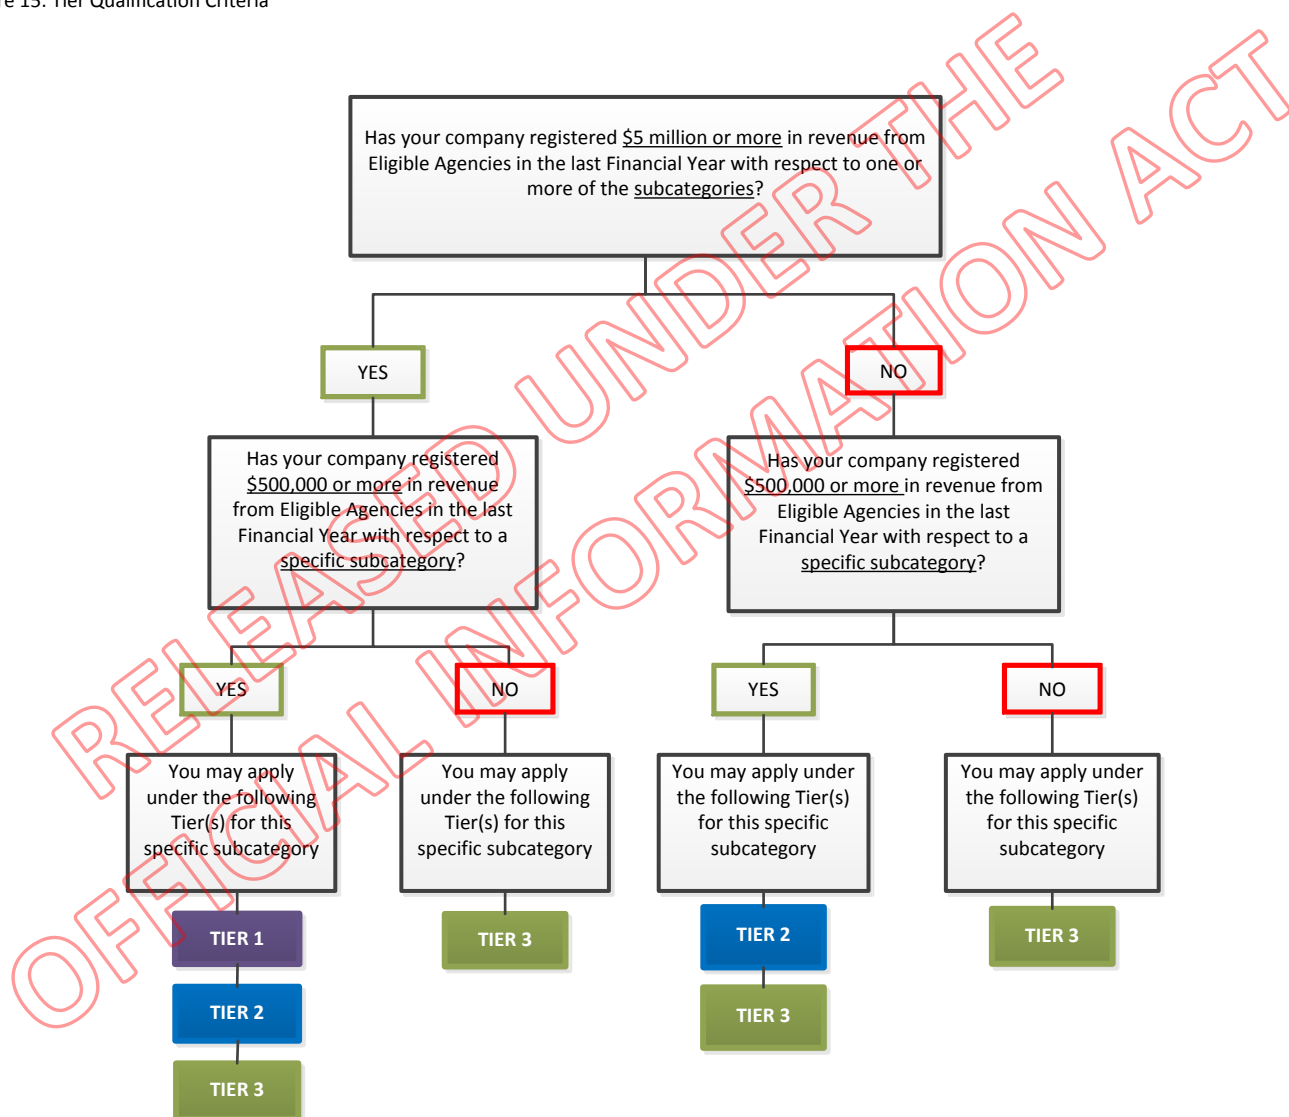 15: Tier Qualification Criteria
Has your company registered $5 million or more in revenue from
Eligible Agencies in the last Financial Year with respect to one or
more of the subcategories?
YES
NO
Has your company registered
$500,000 or more in revenue
from Eligible Agencies in the last
Financial Year with respect to a
specific subcategory?
Has your company registered
$500,000 or more in revenue from
Eligible Agencies in the last
Financial Year with respect to a
specific subcategory?
YES
NO
YES
NO
You may apply
under the following
Tier(s) for this
specific subcategory
You may apply
under the following
Tier(s) for this
specific subcategory
You may apply under
the following Tier(s)
for this specific
subcategory
You may apply under
the following Tier(s)
for this specific
subcategory
TIER 1
TIER 2
TIER 3
TIER 3
TIER 2
TIER 3
TIER 3
RELEASED UNDER THE
OFFICIAL INFORMATION ACT